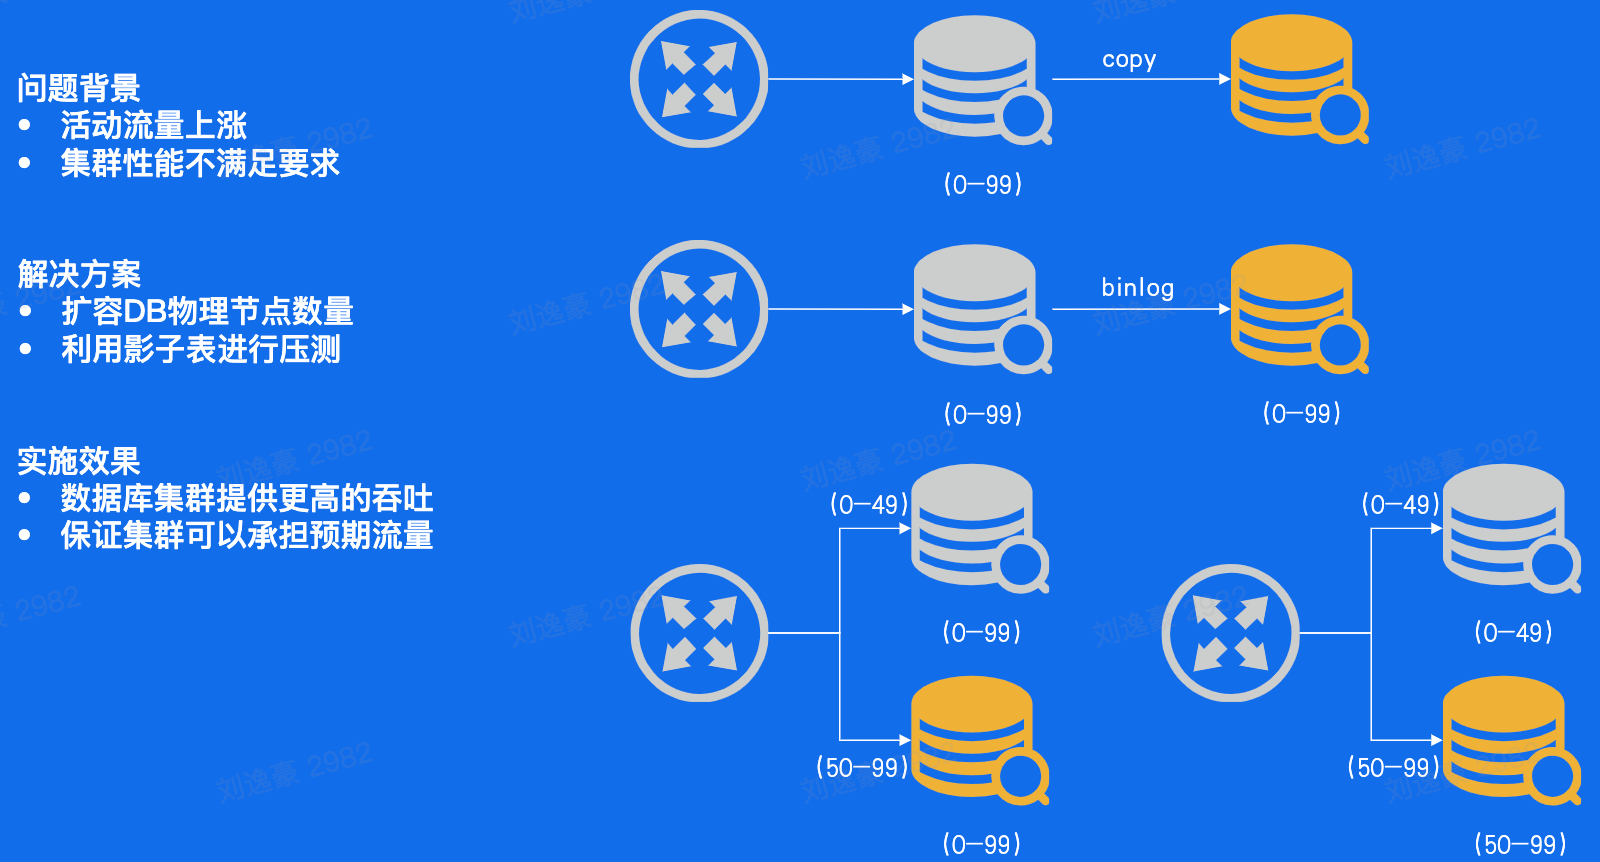 问题背景
• 活动流量上涨
• 集群性能不满足要求
解决方案
• 扩容DB物理节点数量
• 利用影子表进行压测
实施效果
• 数据库集群提供更高的吞吐
• 保证集群可以承担预期流量
copy
(0—99)
binlog
(0—99)
(0—99)
(0—49)
(0—99)
(50—99)
(0—99)
(0—49)
(0—49)
(50—99)
(50—99)
刘逸豪 2982